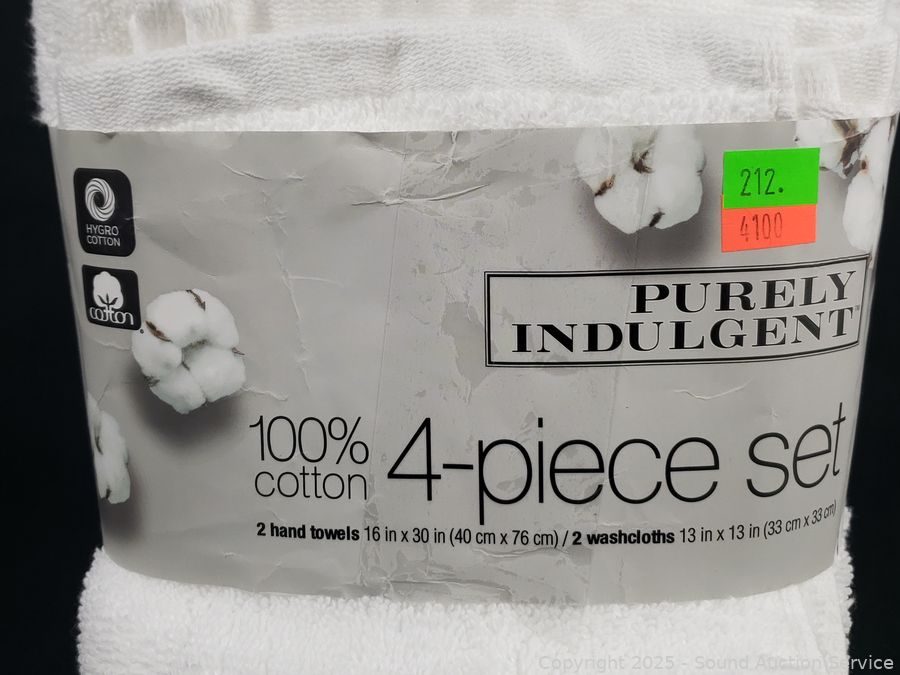 HYGRO
COTTON
cotton
212.
4100
PURELY
INDULGENT™
100%
cotton
4-piece set
2 hand towels 16 in x 30 in (40 cm x 76 cm) / 2 washcloths 13 in x 13 in (33 cm x 33 cm)
Copyright 2025 - Sound Auction Service